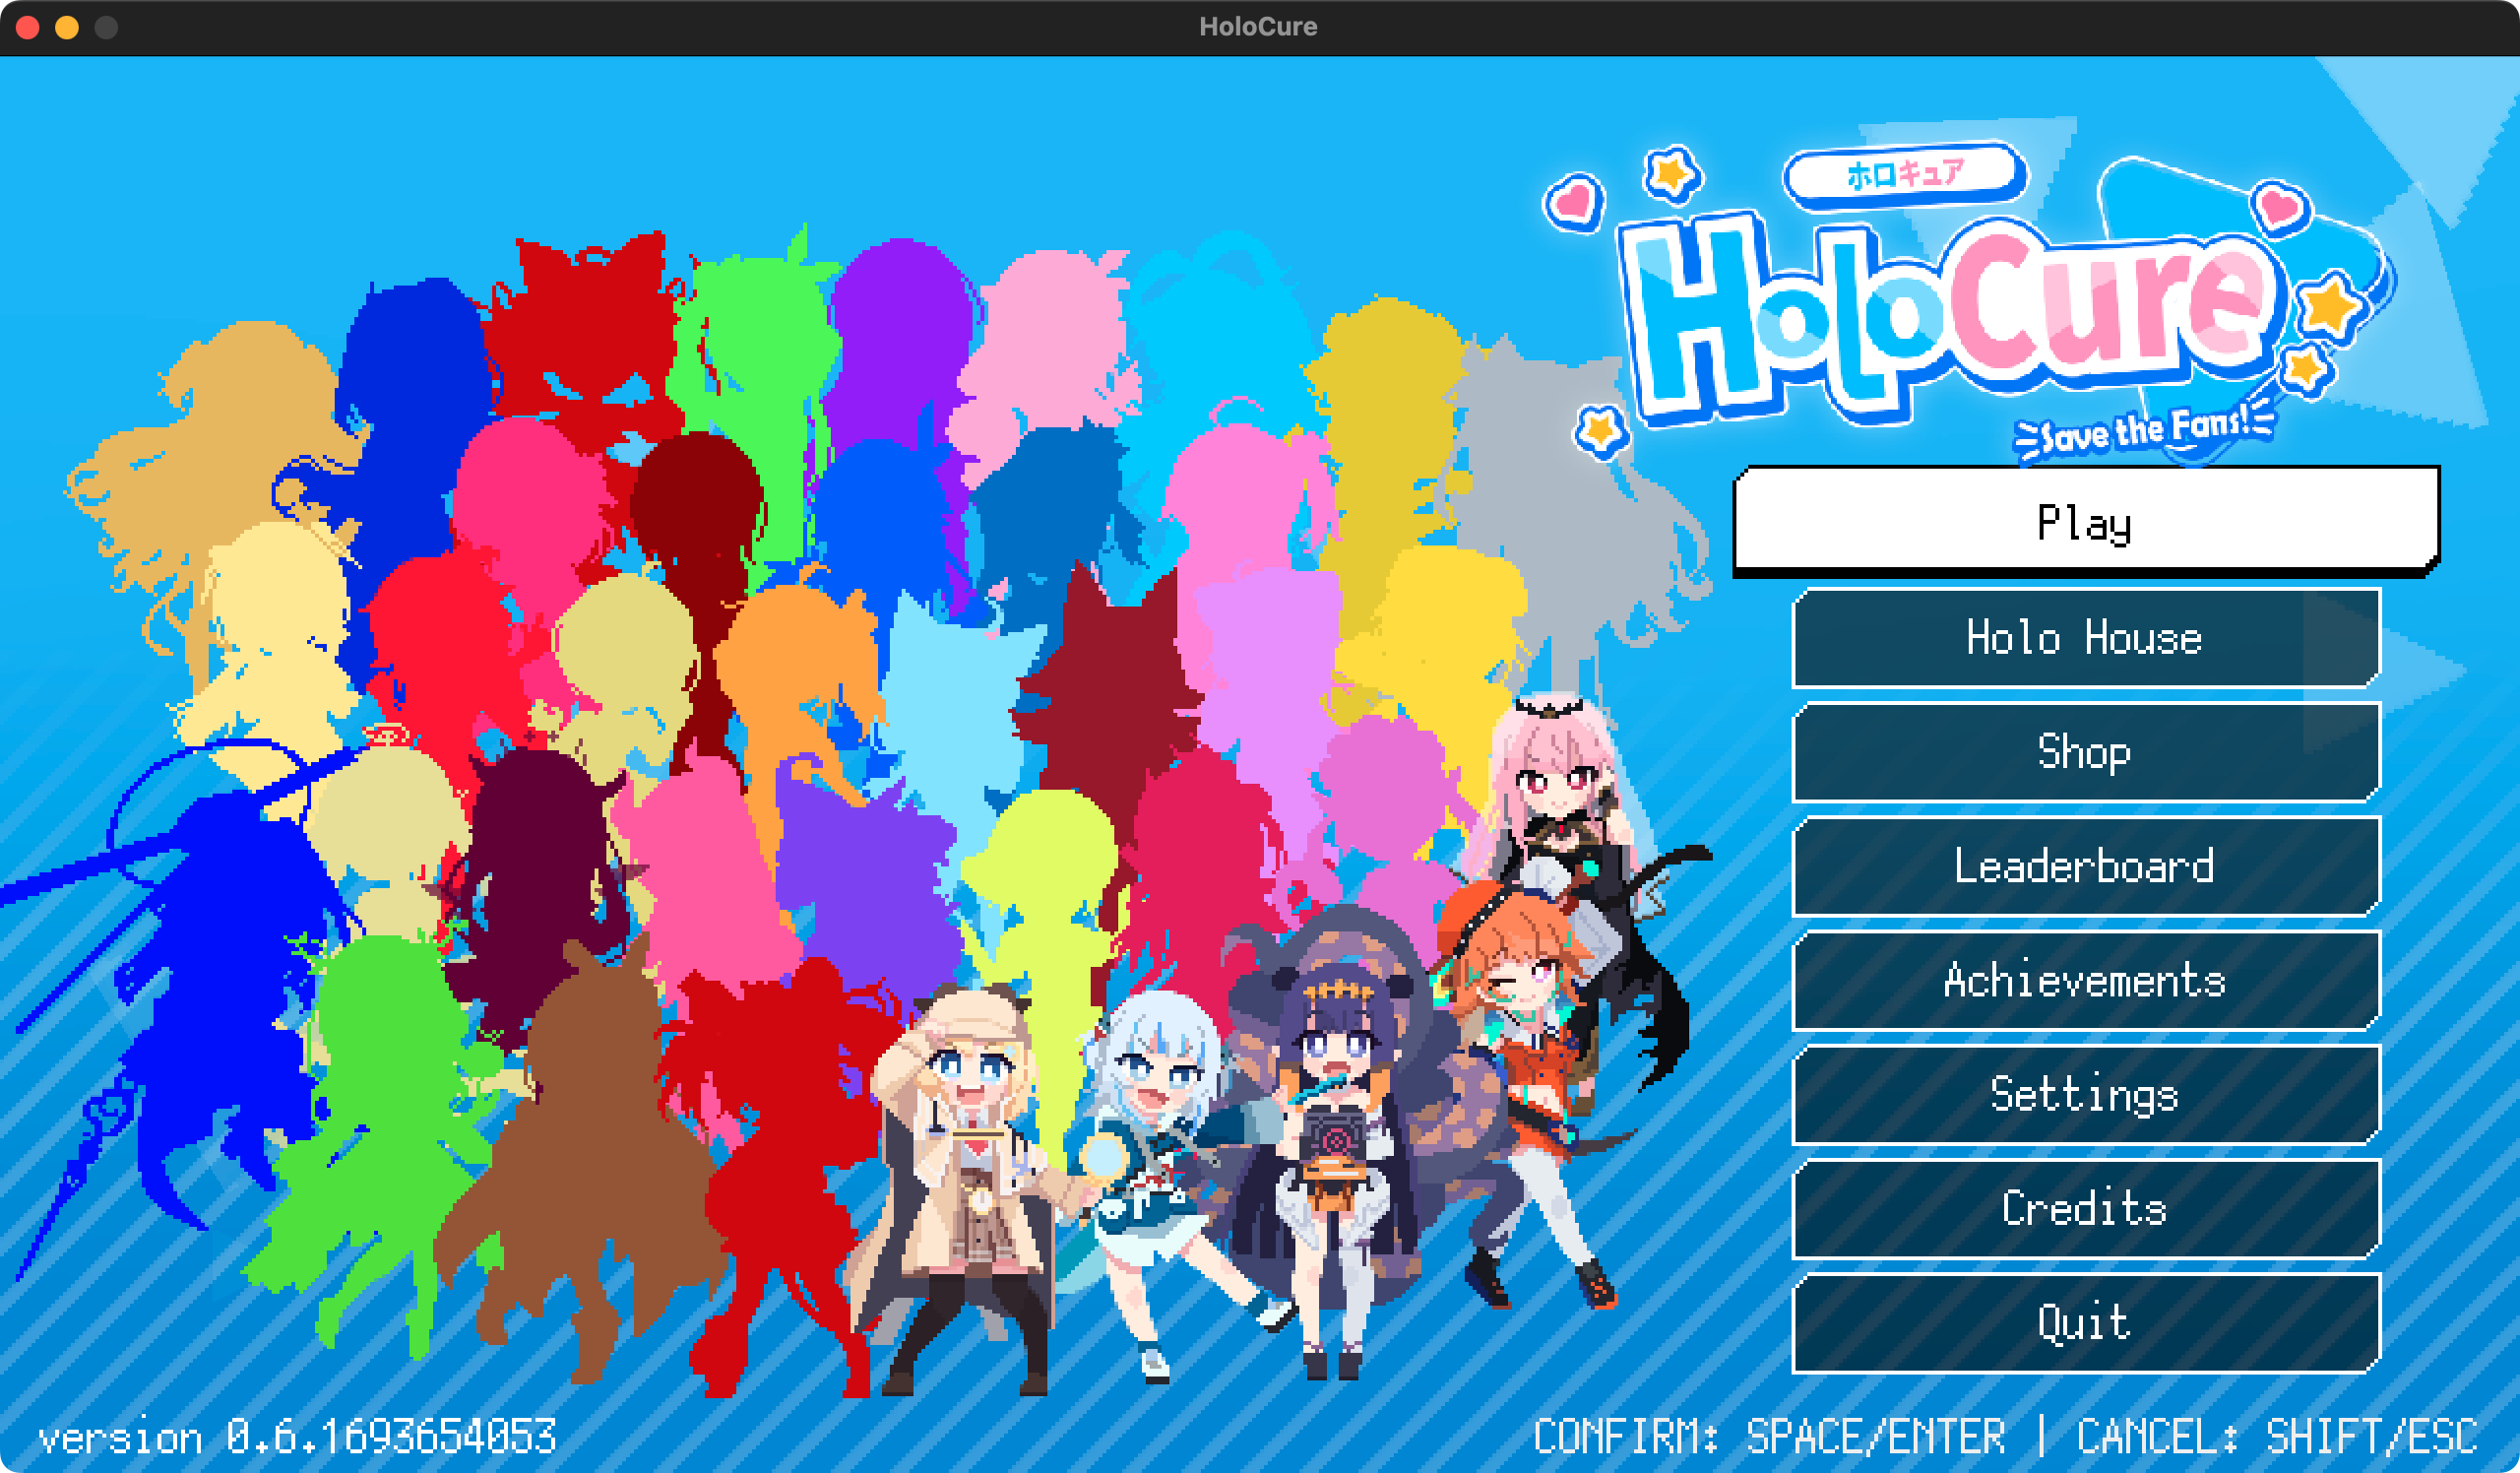 HoloCure
ホロキュア
HoloCure
Save the Fans!
Play
Holo House
Shop
Leaderboard
Achievements
Settings
Credits
Quit
version 0.6.1693654053
CONFIRM: SPACE/ENTER | CANCEL: SHIFT/ESC